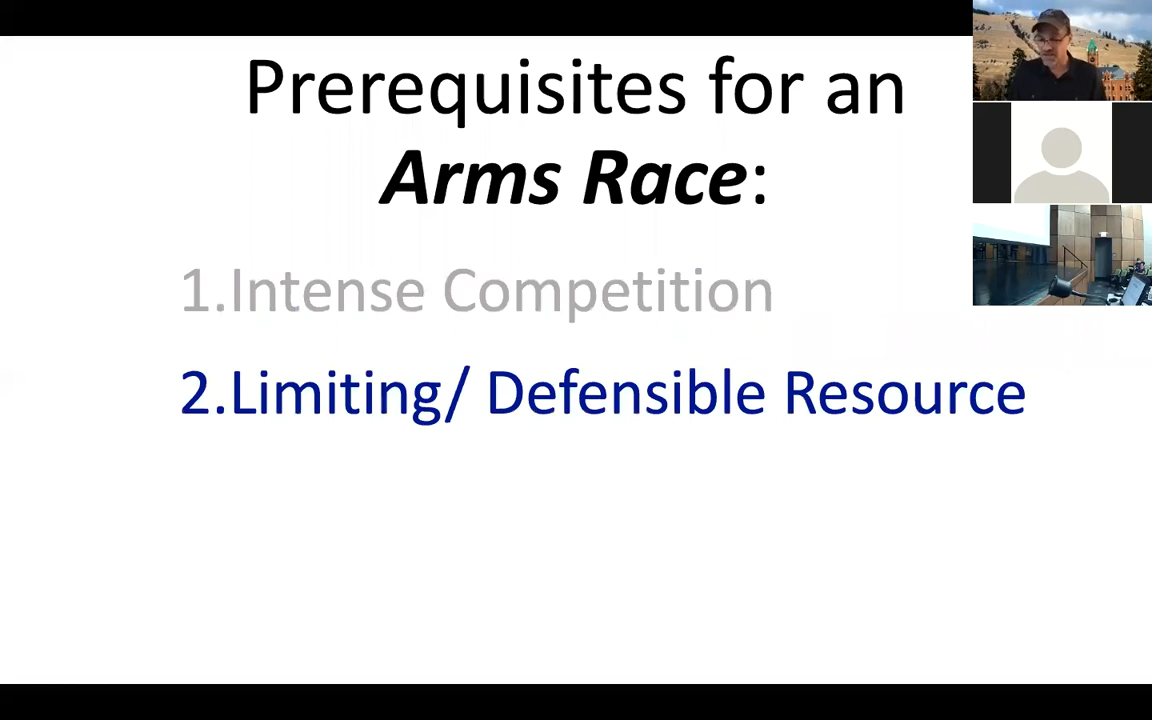 Prerequisites for an
Arms Race:
1.Intense Competition
2.Limiting/ Defensible Resource